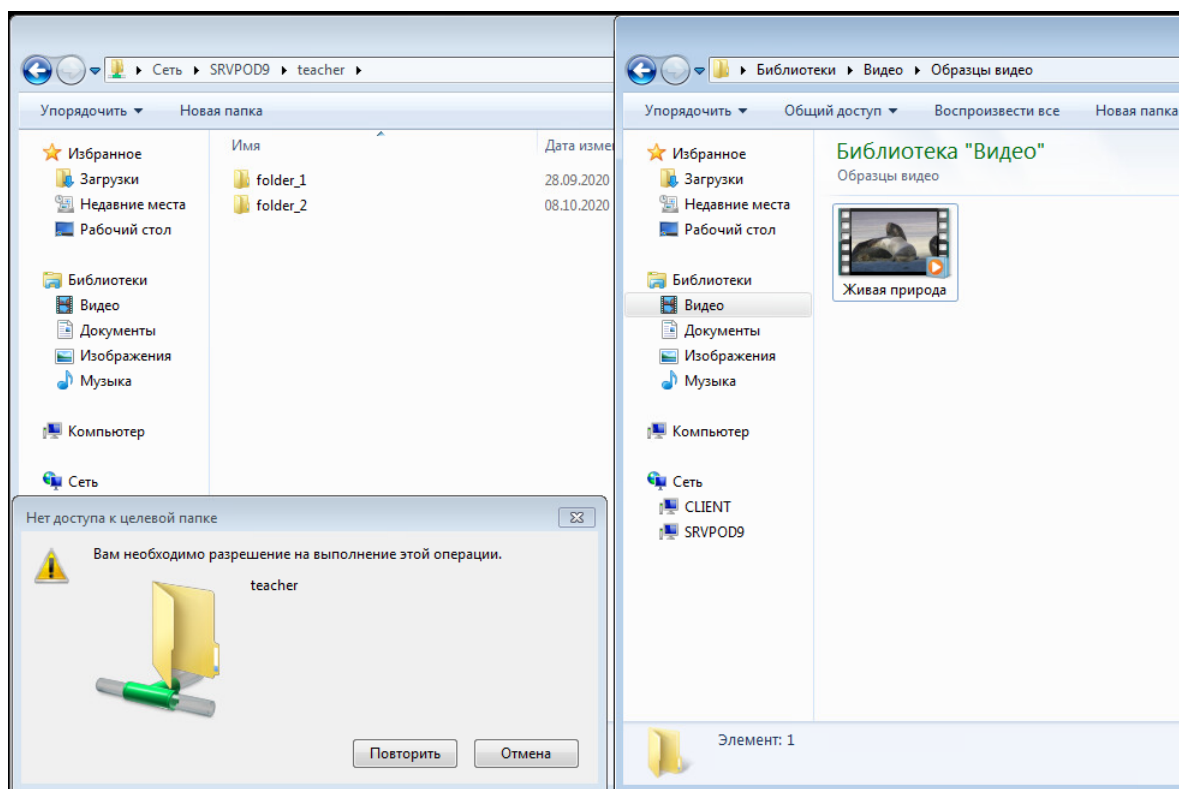 Сеть ▸ SRVPOD9 ▸ teacher ▸
Упорядочить Новая папка
Имя Дата изме
Избранное
Загрузки
Недавние места
Рабочий стол
Библиотеки
Видео
Документы
Изображения
Музыка
Компьютер
Сеть
folder_1 28.09.2020
folder_2 08.10.2020
Нет доступа к целевой папке
Вам необходимо разрешение на выполнение этой операции.
teacher
Повторить Отмена
Библиотеки ▸ Видео ▸ Образцы видео
Упорядочить Общий доступ Воспроизвести все Новая папка
Избранное
Загрузки
Недавние места
Рабочий стол
Библиотеки
Видео
Документы
Изображения
Музыка
Компьютер
Сеть
CLIENT
SRVPOD9
Библиотека "Видео"
Образцы видео
Живая природа
Элемент: 1